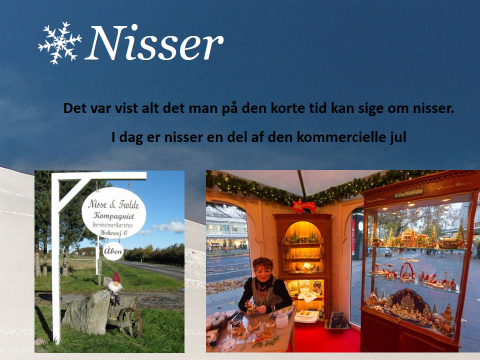 Nisser
Det var vist alt det man på den korte tid kan sige om nisser.
I dag er nisser en del af den kommercielle jul
Nisse & Trolde
Kompagniet
Åben